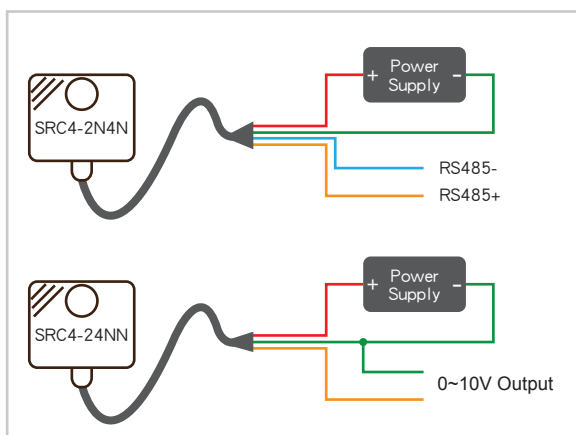 Power
+ Supply -
SRC4-2N4N
RS485-
RS485+
Power
+ Supply -
SRC4-24NN
0~10V Output